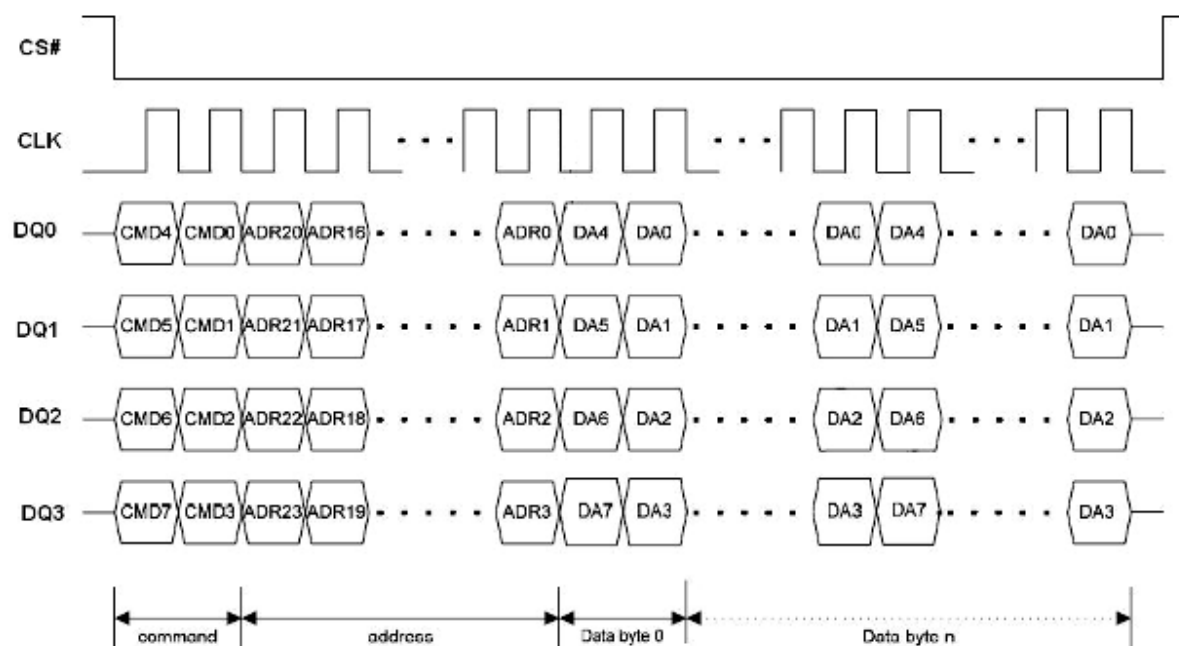 CS#
CLK
DQ0 CMD4 CMD0 ADR20 ADR16 ADR0 DA4 DA0 DA0 DA4 DA0
DQ1 CMD5 CMD1 ADR21 ADR17 ADR1 DA5 DA1 DA1 DA5 DA1
DQ2 CMD6 CMD2 ADR22 ADR18 ADR2 DA6 DA2 DA2 DA6 DA2
DQ3 CMD7 CMD3 ADR23 ADR19 ADR3 DA7 DA3 DA3 DA7 DA3
command address Data byte 0 Data byte n